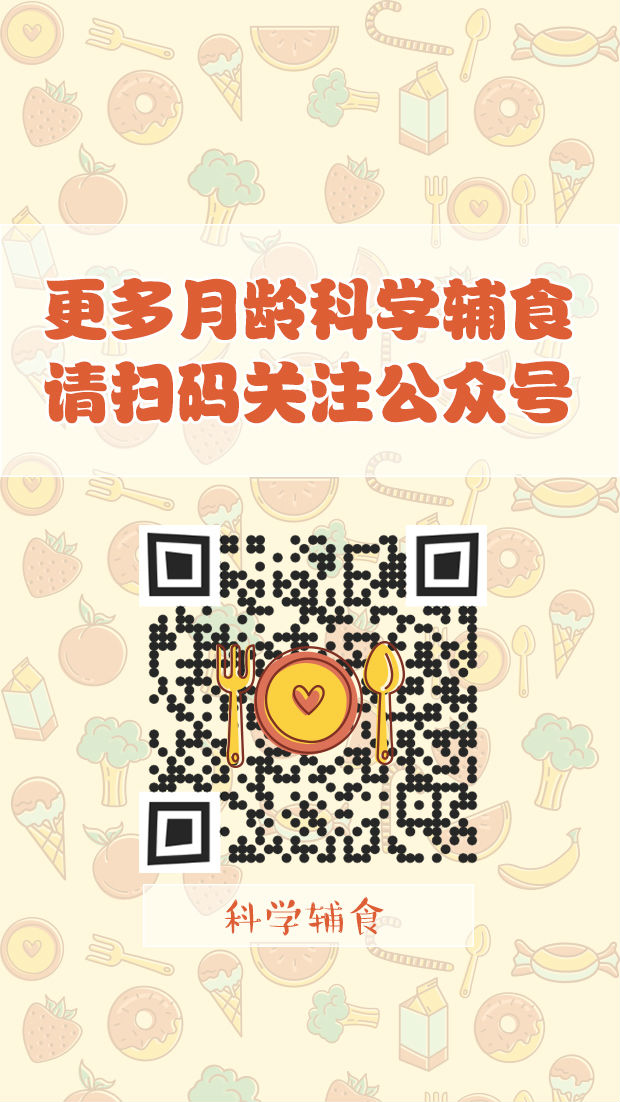 更多月龄科学辅食
请扫码关注公众号
科学辅食